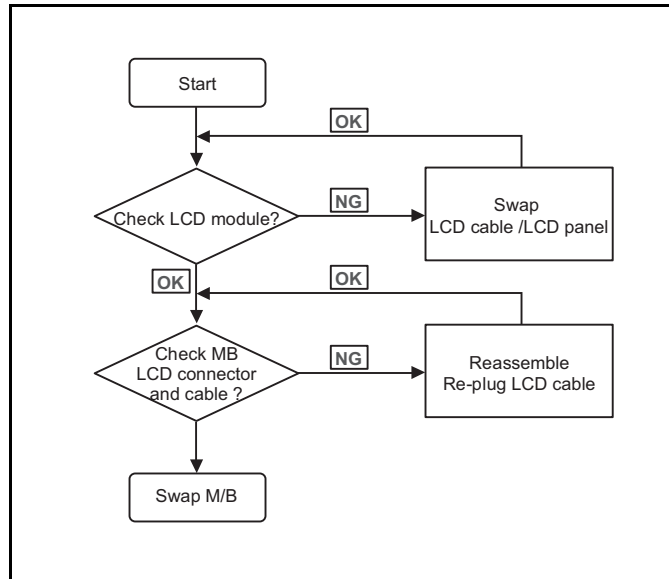 Start
OK
Check LCD module?
NG
Swap
LCD cable /LCD panel
OK
OK
Check MB
LCD connector
and cable ?
NG
Reassemble
Re-plug LCD cable
Swap M/B